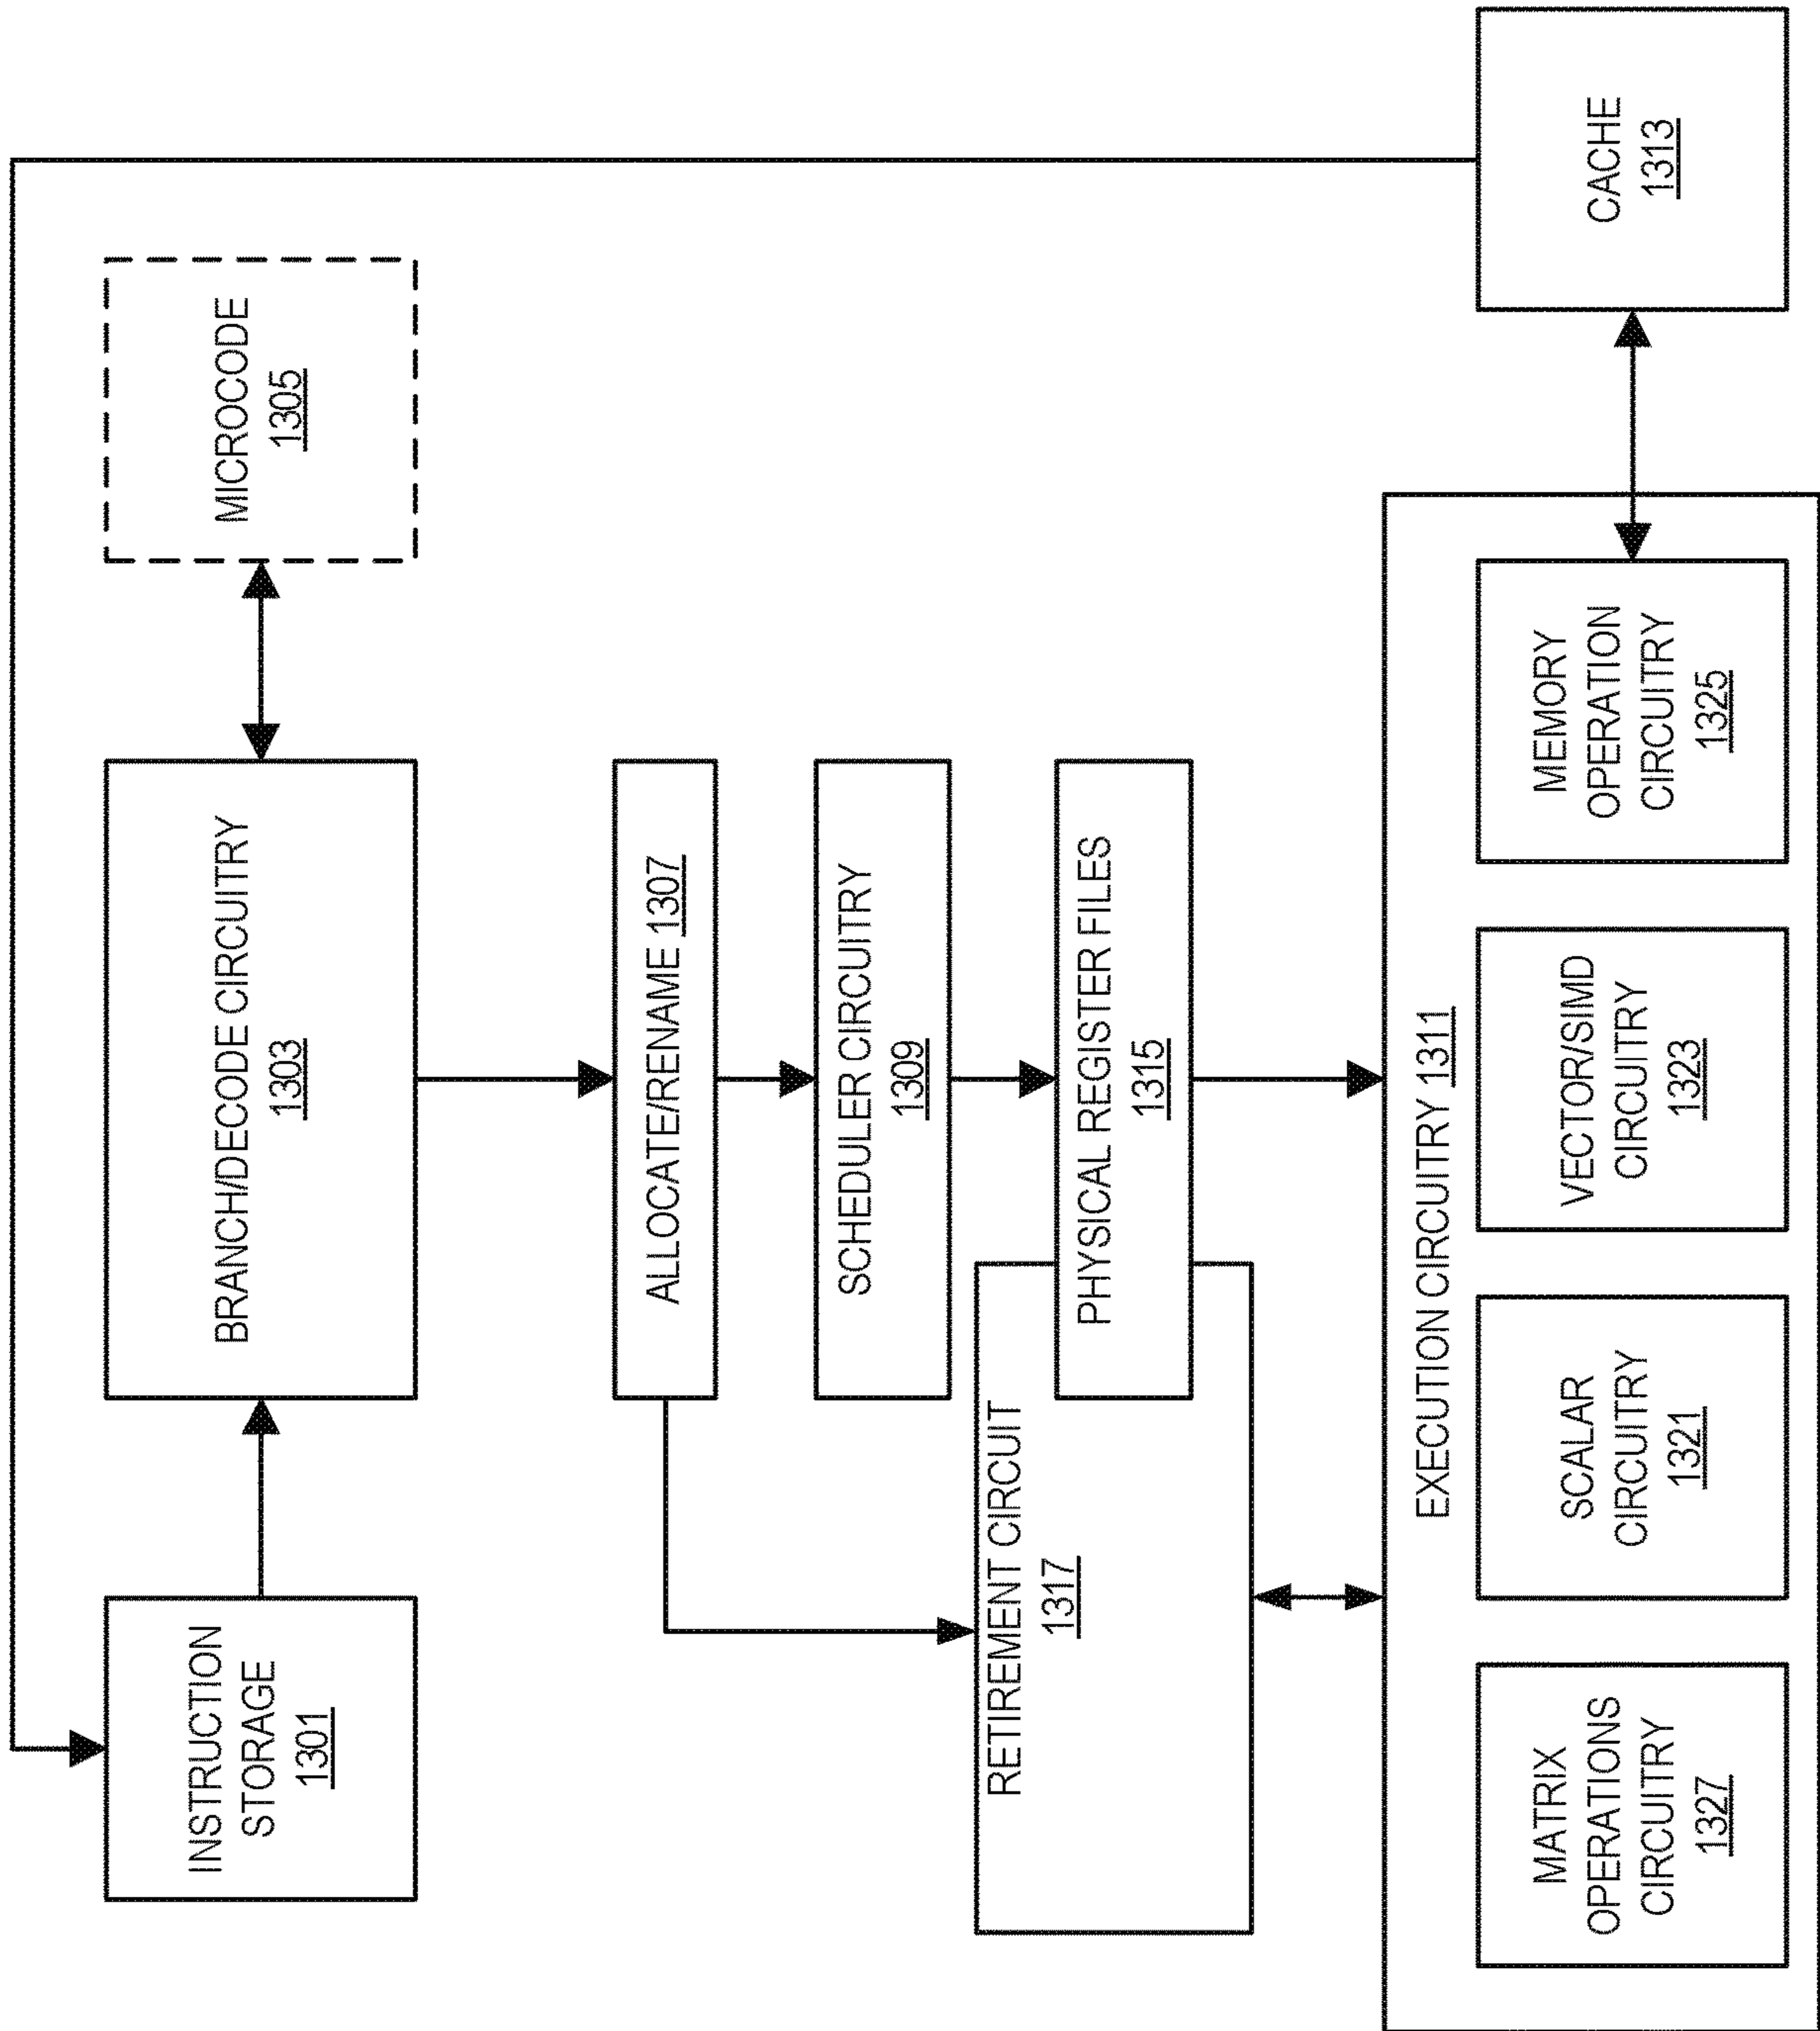 INSTRUCTION
STORAGE
1301
BRANCH/DECODE CIRCUITRY
1303
MICROCODE
1305
ALLOCATE/RENAME 1307
SCHEDULER CIRCUITRY
1309
PHYSICAL REGISTER FILES
1315
RETIREMENT CIRCUIT
1317
EXECUTION CIRCUITRY 1311
MATRIX
OPERATIONS
CIRCUITRY
1327
SCALAR
CIRCUITRY
1321
VECTOR/SIMD
CIRCUITRY
1323
MEMORY
OPERATION
CIRCUITRY
1325
CACHE
1313